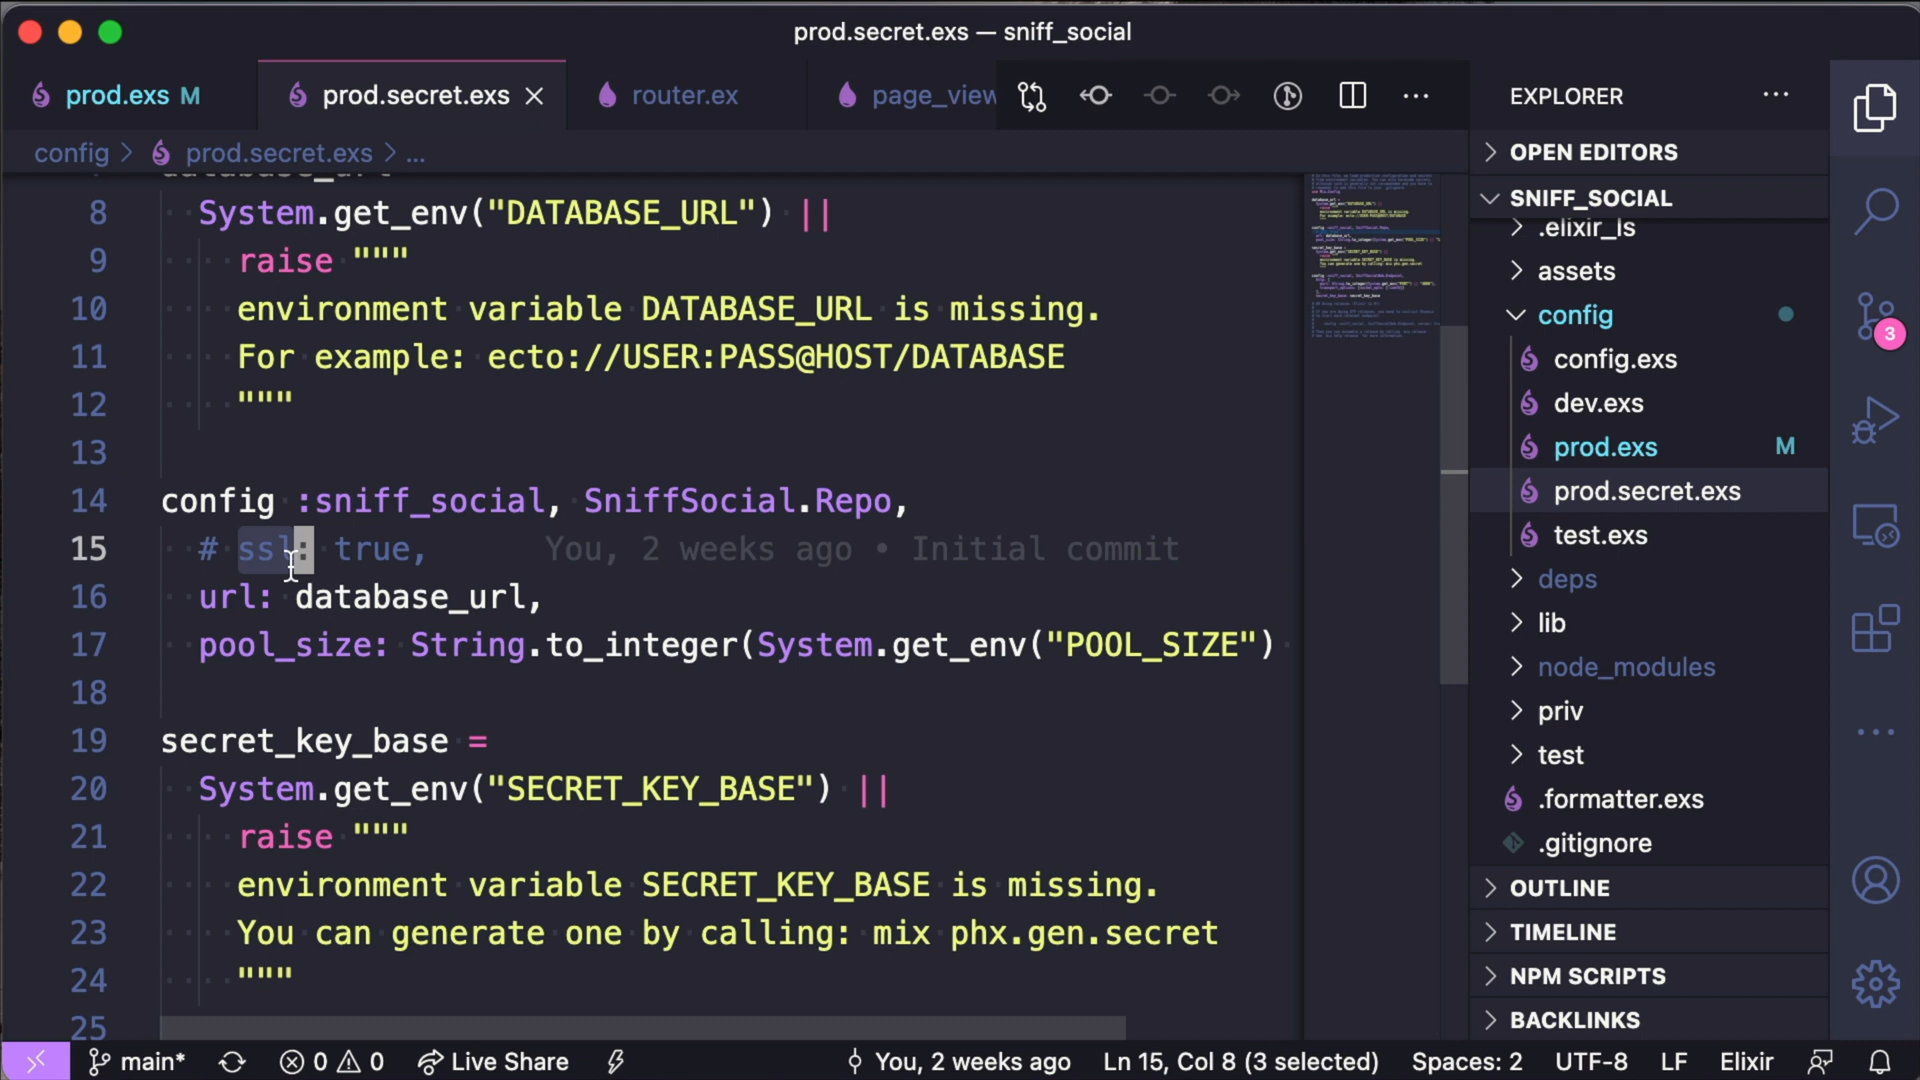 prod.secret.exs — sniff_social
prod.exs M
prod.secret.exs
router.ex
page_view
config > prod.secret.exs > ...
8 System.get_env("DATABASE_URL") ||
9 raise """
10 environment variable DATABASE_URL is missing.
11 For example: ecto://USER:PASS@HOST/DATABASE
12 """
13
14 config :sniff_social, SniffSocial.Repo,
15 # ssl: true, You, 2 weeks ago • Initial commit
16 url: database_url,
17 pool_size: String.to_integer(System.get_env("POOL_SIZE")
18
19 secret_key_base =
20 System.get_env("SECRET_KEY_BASE") ||
21 raise """
22 environment variable SECRET_KEY_BASE is missing.
23 You can generate one by calling: mix phx.gen.secret
24 """
25
EXPLORER
OPEN EDITORS
SNIFF_SOCIAL
.elixir_ls
assets
config
config.exs
dev.exs
prod.exs M
prod.secret.exs
test.exs
deps
lib
node_modules
priv
test
.formatter.exs
.gitignore
OUTLINE
TIMELINE
NPM SCRIPTS
BACKLINKS
3
main* 0 0 Live Share You, 2 weeks ago Ln 15, Col 8 (3 selected) Spaces: 2 UTF-8 LF Elixir